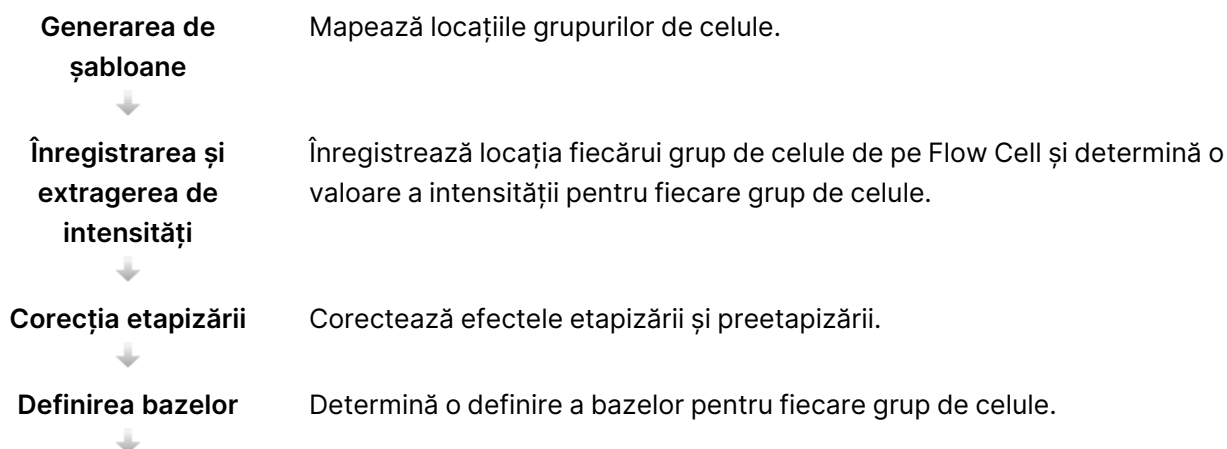 Generarea de
șabloane
Mapează locațiile grupurilor de celule.
Înregistrarea și
extragerea de
intensități
Înregistrează locația fiecărui grup de celule de pe Flow Cell și determină o
valoare a intensității pentru fiecare grup de celule.
Corecția etapizării
Corectează efectele etapizării și preetapizării.
Definirea bazelor
Determină o definire a bazelor pentru fiecare grup de celule.